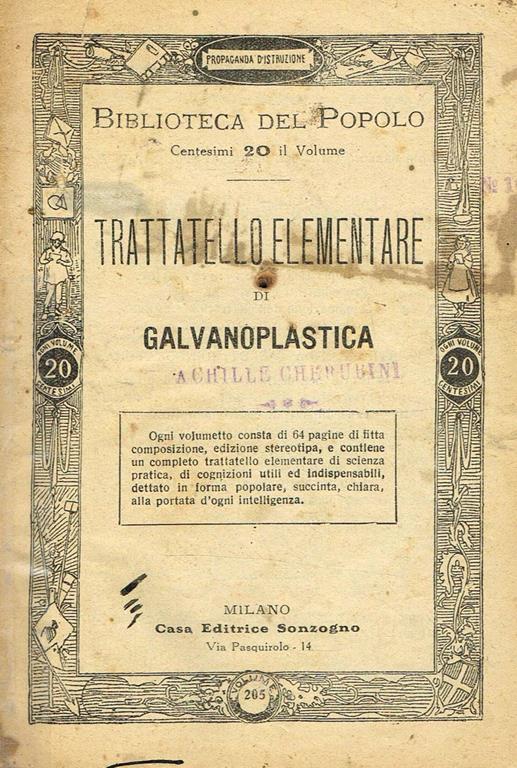 PROPAGANDA D'ISTRUZIONE
BIBLIOTECA DEL POPOLO
Centesimi 20 il Volume
TRATTATELLO ELEMENTARE
DI
GALVANOPLASTICA
ACHILLE CHERUBINI
OGNI VOLUME
20
CENTESIMI
OGNI VOLUME
20
CENTESIMI
Ogni volumetto consta di 64 pagine di fitta
composizione, edizione stereotipa, e contiene
un completo trattatello elementare di scienza
pratica, di cognizioni utili ed indispensabili,
dettato in forma popolare, succinta, chiara,
alla portata d'ogni intelligenza.
MILANO
Casa Editrice Sonzogno
Via Pasquirolo - 14
VOLUME
205